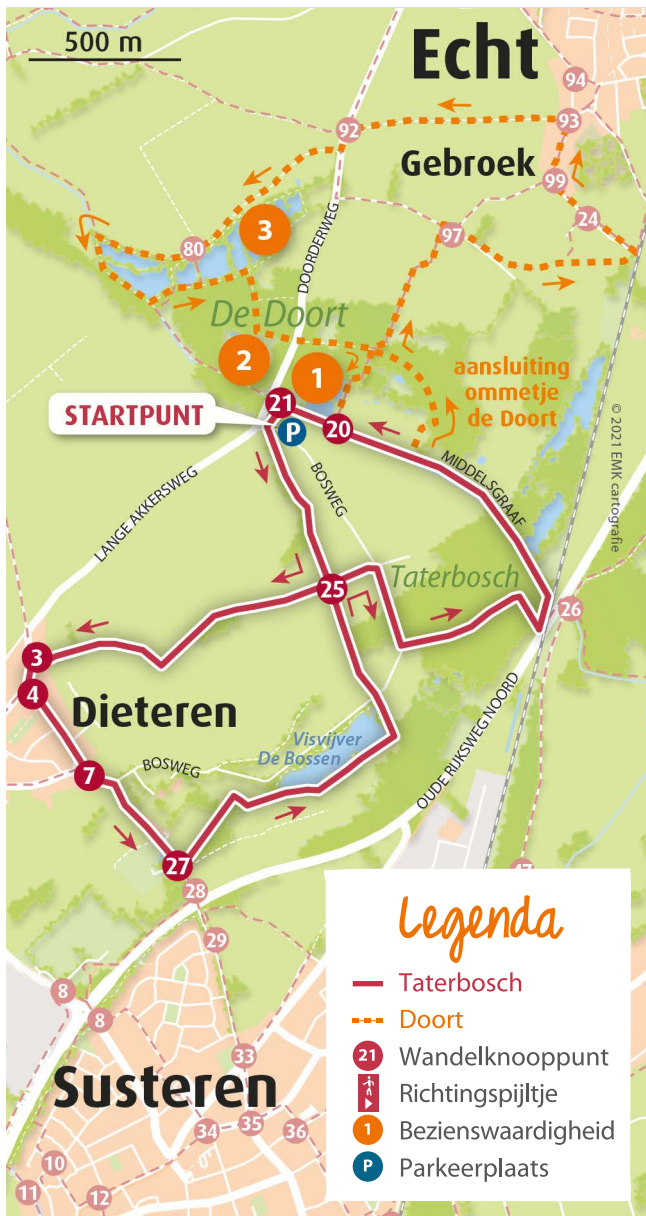 500 m
Echt
94
93
92
Gebroek
99
24
97
3
80
DOORDERWEG
De Doort
2
1
aansluiting
ommetje
de Doort
21
STARTPUNT
P
20
© 2021 EMK cartografie
MIDDELSGRAAF
BOSWEG
LANGE AKKERSWEG
Taterbosch
25
26
3
4
Dieteren
Visvijver
De Bossen
BOSWEG
7
OUDE RIJKSWEG NOORD
27
28
29
8
8
33
Susteren
34
35
36
10
11
12
Legenda
Taterbosch
Doort
21 Wandelknooppunt
Richtingspijltje
1 Bezienswaardigheid
P Parkeerplaats